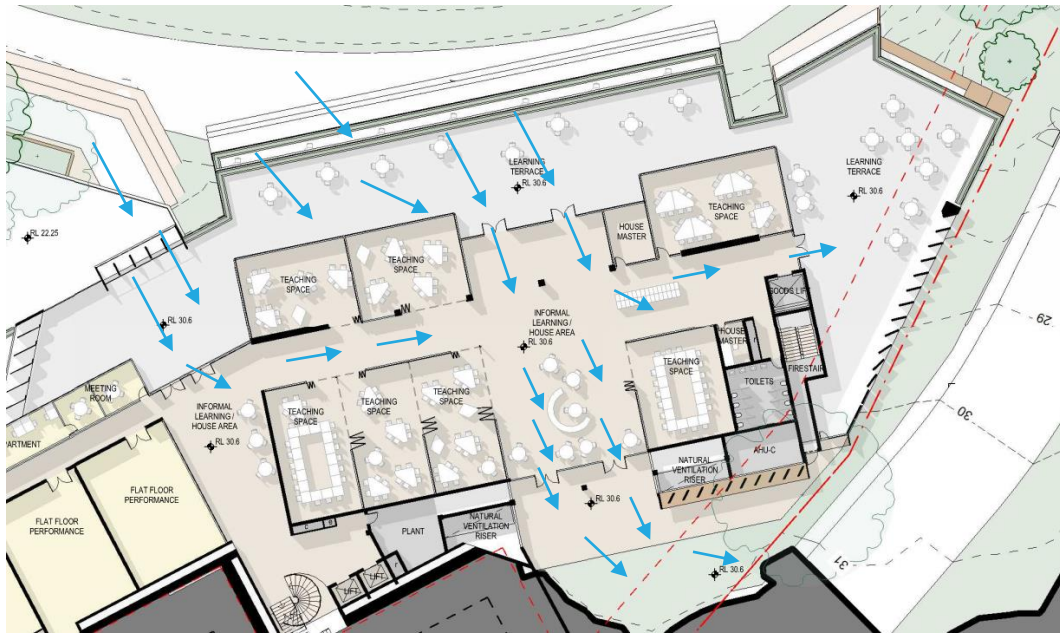 LEARNING
TERRACE
RL 30.6
LEARNING
TERRACE
RL 30.6
TEACHING
SPACE
HOUSE
MASTER
RL 22.25
TEACHING
SPACE
TEACHING
SPACE
GOODS LIFT
RL 30.6
INFORMAL
LEARNING /
HOUSE AREA
RL 30.6
29
HOUSE
MASTER
r
FIRESTAIR
TEACHING
SPACE
TOILETS
MEETING
ROOM
PARTMENT
INFORMAL
LEARNING /
HOUSE AREA
RL 30.6
TEACHING
SPACE
TEACHING
SPACE
TEACHING
SPACE
30
AHU-C
NATURAL
VENTILATION
RISER
FLAT FLOOR
PERFORMANCE
RL 30.6
FLAT FLOOR
PERFORMANCE
PLANT
NATURAL
VENTILATION
RISER
31
r
LIFT
LIFT
RL 30.6